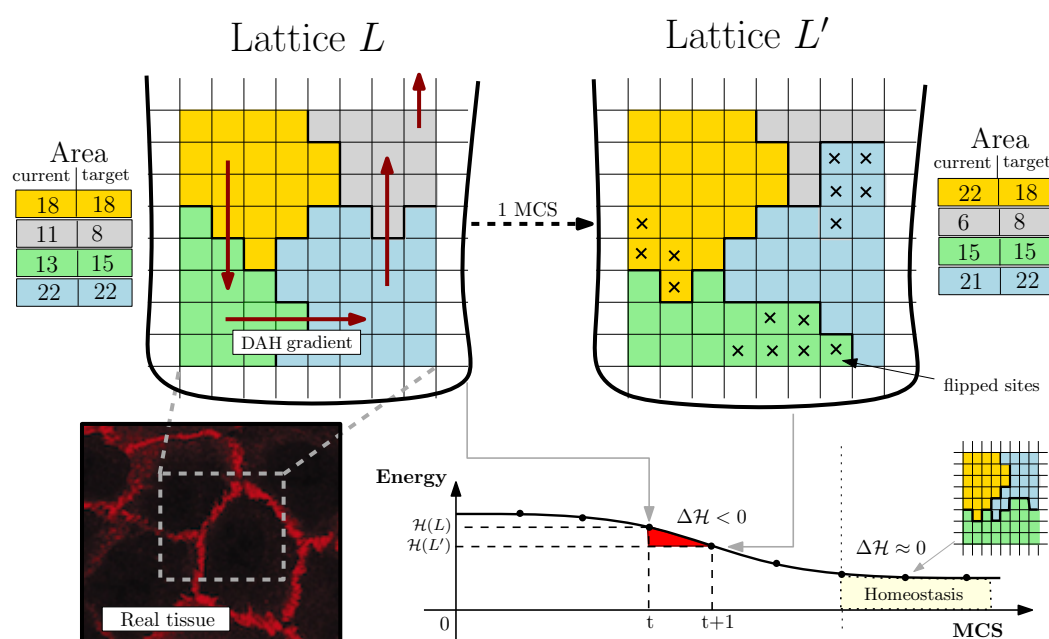 Lattice L
Lattice L′
Area
current target
18 18
11 8
13 15
22 22
1 MCS
DAH gradient
Area
current target
22 18
6 8
15 15
21 22
flipped sites
Real tissue
Energy
ℋ(L)
ℋ(L′)
Δℋ < 0
Δℋ ≈ 0
Homeostasis
0
t
t+1
MCS